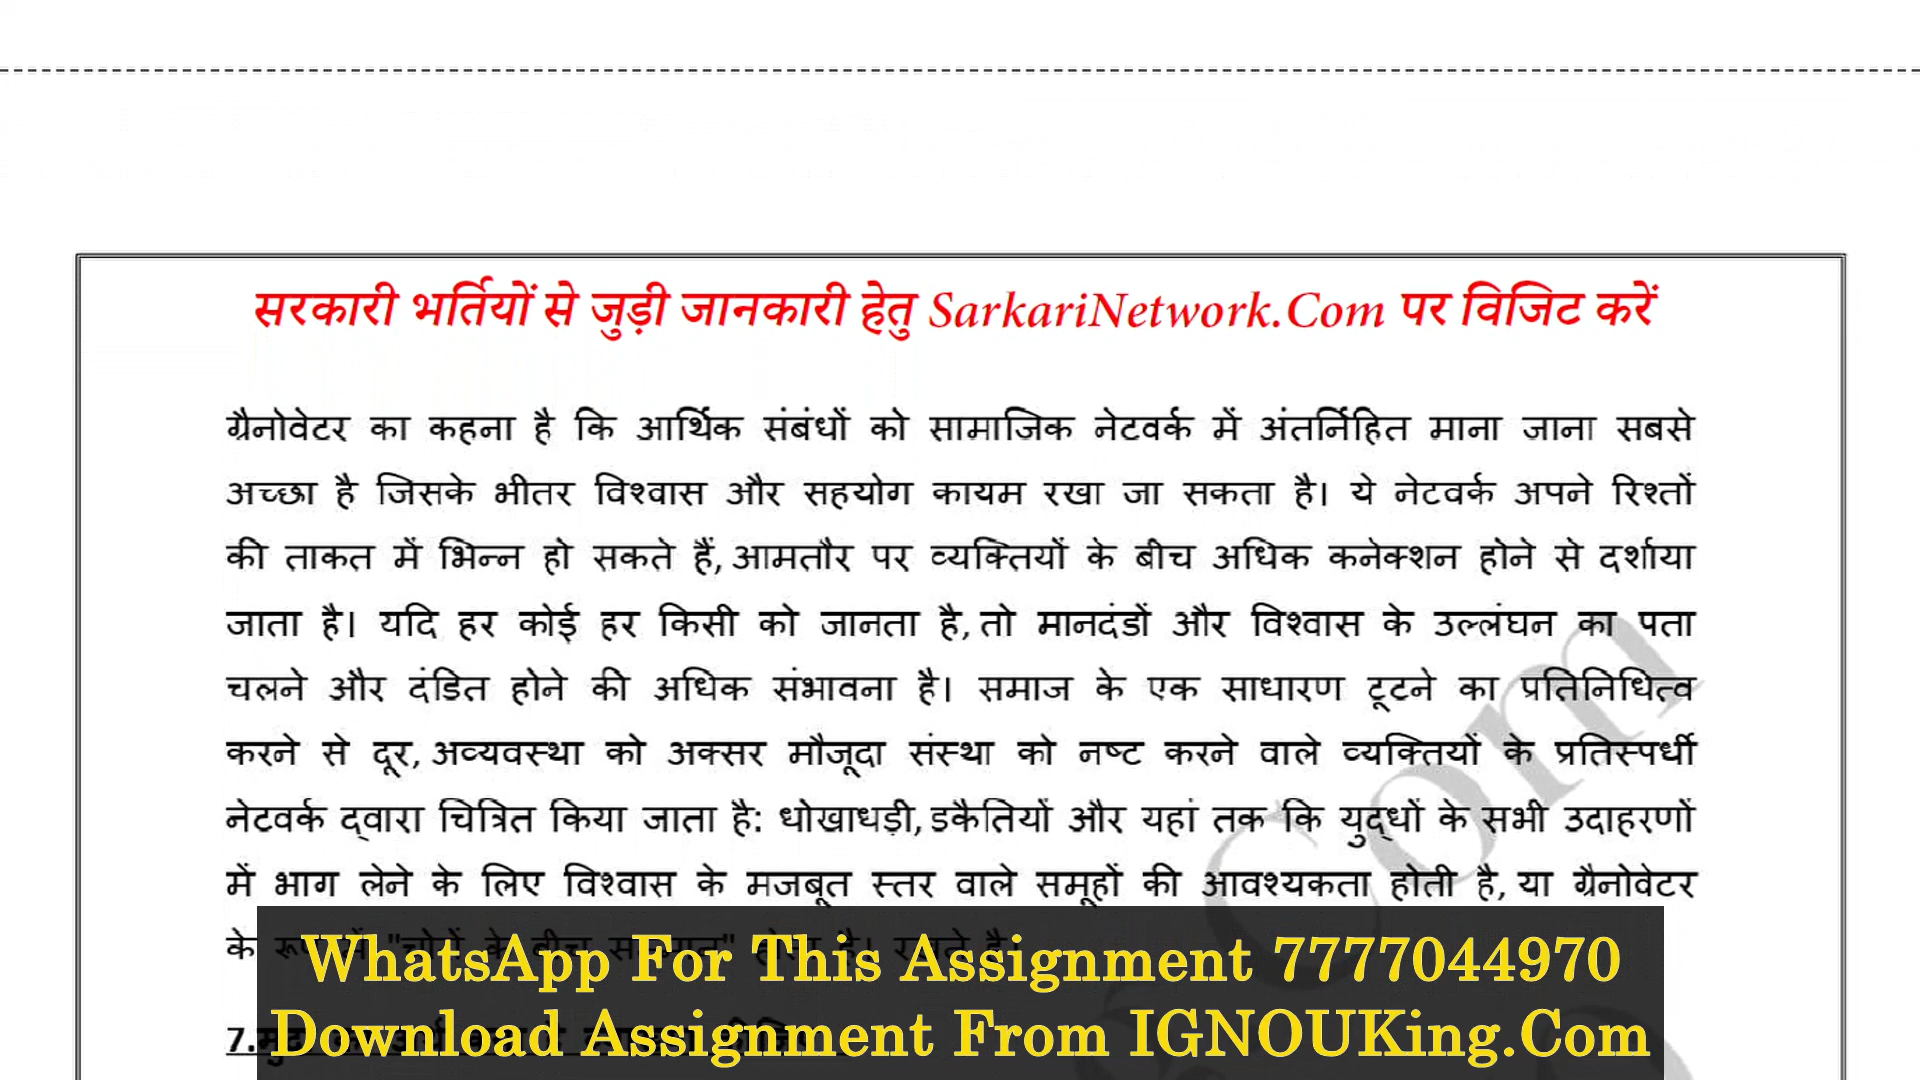 सरकारी भर्तियों से जुड़ी जानकारी हेतु SarkariNetwork.Com पर विजिट करें
ग्रैनोवेटर का कहना है कि आर्थिक संबंधों को सामाजिक नेटवर्क में अंतर्निहित माना जाना सबसे
अच्छा है जिसके भीतर विश्वास और सहयोग कायम रखा जा सकता है। ये नेटवर्क अपने रिश्तों
की ताकत में भिन्न हो सकते हैं, आमतौर पर व्यक्तियों के बीच अधिक कनेक्शन होने से दर्शाया
जाता है। यदि हर कोई हर किसी को जानता है, तो मानदंडों और विश्वास के उल्लंघन का पता
चलने और दंडित होने की अधिक संभावना है। समाज के एक साधारण टूटने का प्रतिनिधित्व
करने से दूर, अव्यवस्था को अक्सर मौजूदा संस्था को नष्ट करने वाले व्यक्तियों के प्रतिस्पर्धी
नेटवर्क द्वारा चित्रित किया जाता है: धोखाधड़ी, डकैतियों और यहां तक कि युद्धों के सभी उदाहरणों
में भाग लेने के लिए विश्वास के मजबूत स्तर वाले समूहों की आवश्यकता होती है, या ग्रैनोवेटर
के
WhatsApp For This Assignment 7777044970
7.
Download Assignment From IGNOUKing.Com
Com